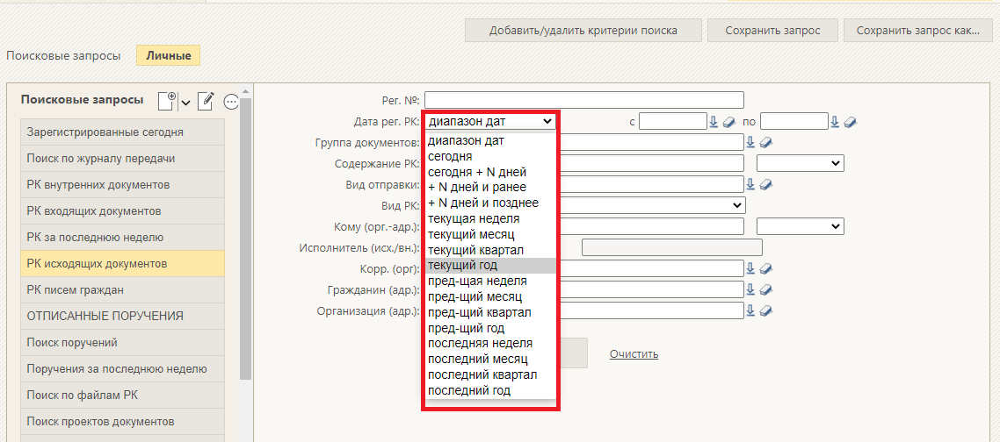 Добавить/удалить критерии поиска
Сохранить запрос
Сохранить запрос как...
Поисковые запросы
Личные
Поисковые запросы
Зарегистрированные сегодня
Поиск по журналу передачи
РК внутренних документов
РК входящих документов
РК за последнюю неделю
РК исходящих документов
РК писем граждан
ОТПИСАННЫЕ ПОРУЧЕНИЯ
Поиск поручений
Поручения за последнюю неделю
Поиск по файлам РК
Поиск проектов документов
Рег. №:
Дата рег. РК: диапазон дат с по
Группа документов:
Содержание РК:
Вид отправки:
Вид РК:
Кому (орг.-адр.):
Исполнитель (исх./вн.):
Корр. (орг):
Гражданин (адр.):
Организация (адр.):
диапазон дат
сегодня
сегодня + N дней
+ N дней и ранее
+ N дней и позднее
текущая неделя
текущий месяц
текущий квартал
текущий год
пред-щая неделя
пред-щий месяц
пред-щий квартал
пред-щий год
последняя неделя
последний месяц
последний квартал
последний год
Очистить